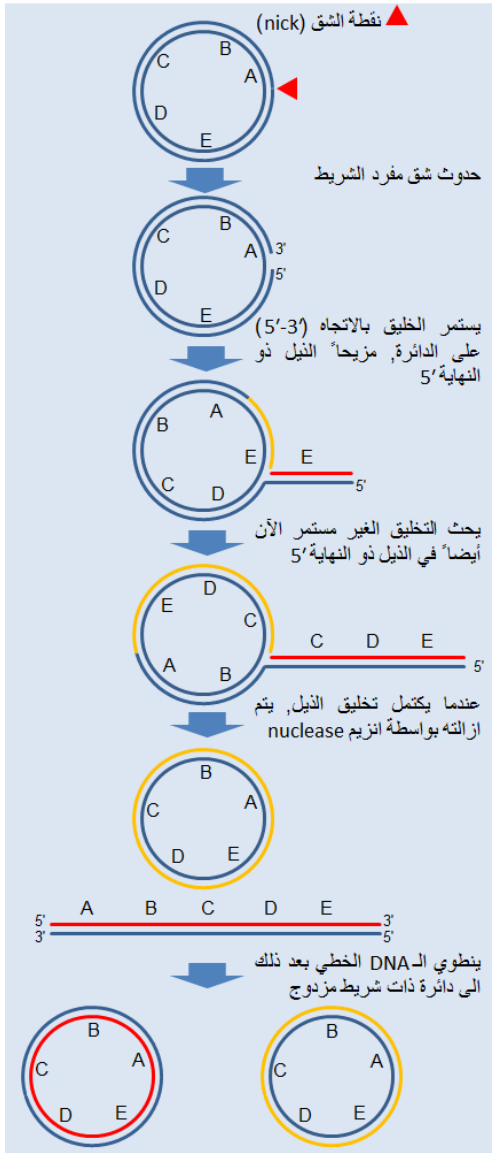 نقطة الشق (nick)
C B A
D E
حدوث شق مفرد الشريط
C B A 3'
5'
D E
يستمر الخليق بالاتجاه (5'-3')
على الدائرة, مزيحاً الذيل ذو
النهاية 5'
A
B E E
C D 5'
يحث التخليق الغير مستمر الآن
أيضاً في الذيل ذو النهاية 5'
D
E C C D E
A B 5'
عندما يكتمل تخليق الذيل, يتم
ازالته بواسطة انزيم nuclease
B
C A
D E
5' A B C D E 3'
3' 5'
ينطوي الـ DNA الخطي بعد ذلك
الى دائرة ذات شريط مزدوج
B B
C A C A
D E D E